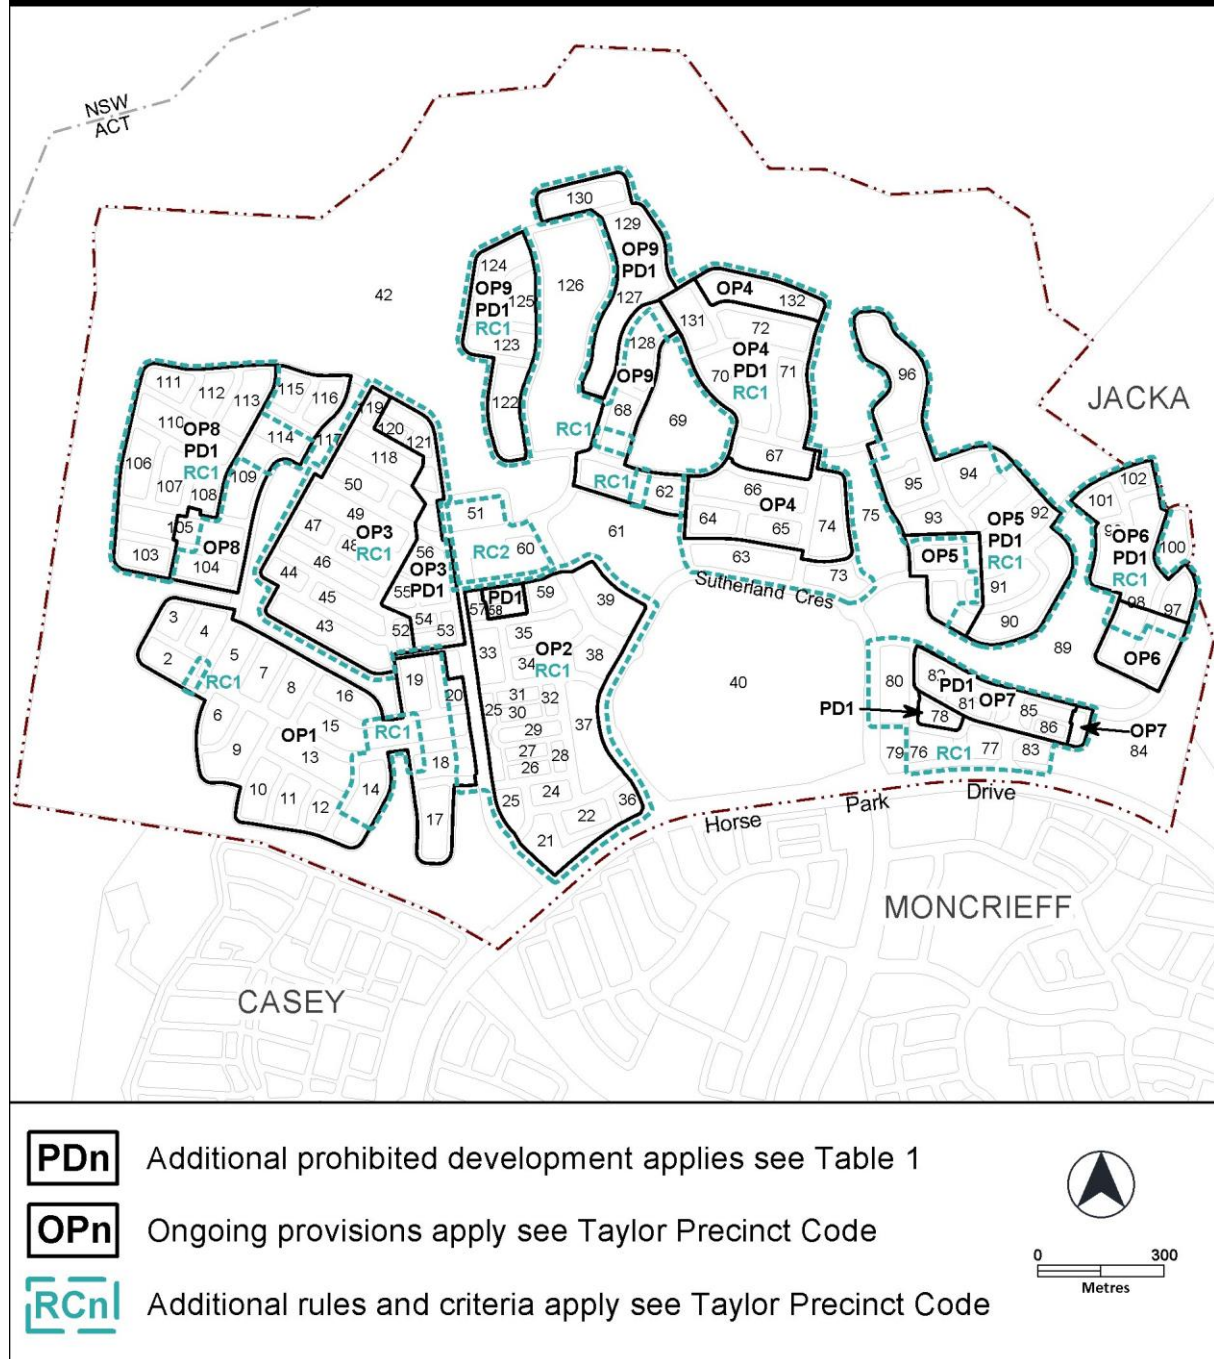 NSW
ACT
130
129
124
OP9
PD1
42
OP9
PD1
RC1
125
126
127
OP4
132
131
72
123
128
OP4
PD1
RC1
OP9
70
71
96
JACKA
111
112
113
115
116
110
OP8
PD1
RC1
119
120
121
122
68
69
RC1
114
117
118
67
94
102
106
107
108
109
50
RC1
62
66
OP4
95
101
105
49
51
64
65
74
75
93
OP5
PD1
RC1
92
OP6
PD1
RC1
100
103
OP8
104
47
48
OP3
RC1
56
RC2
60
61
63
OP5
46
44
55
OP3
PD1
73
91
98
97
45
43
52
54
53
57
58
PD1
59
39
Sutherland Cres
90
3
4
2
5
7
8
RC1
16
19
20
33
35
34
OP2
RC1
38
89
OP6
6
OP1
15
13
RC1
25
31
30
32
40
80
PD1
81
OP7
85
86
PD1
78
OP7
9
18
29
27
28
26
37
79
76
RC1
77
83
84
10
11
12
14
17
25
24
21
22
36
Horse Park Drive
MONCRIEFF
CASEY
PDn Additional prohibited development applies see Table 1
OPn Ongoing provisions apply see Taylor Precinct Code
RCn Additional rules and criteria apply see Taylor Precinct Code
0 300
Metres